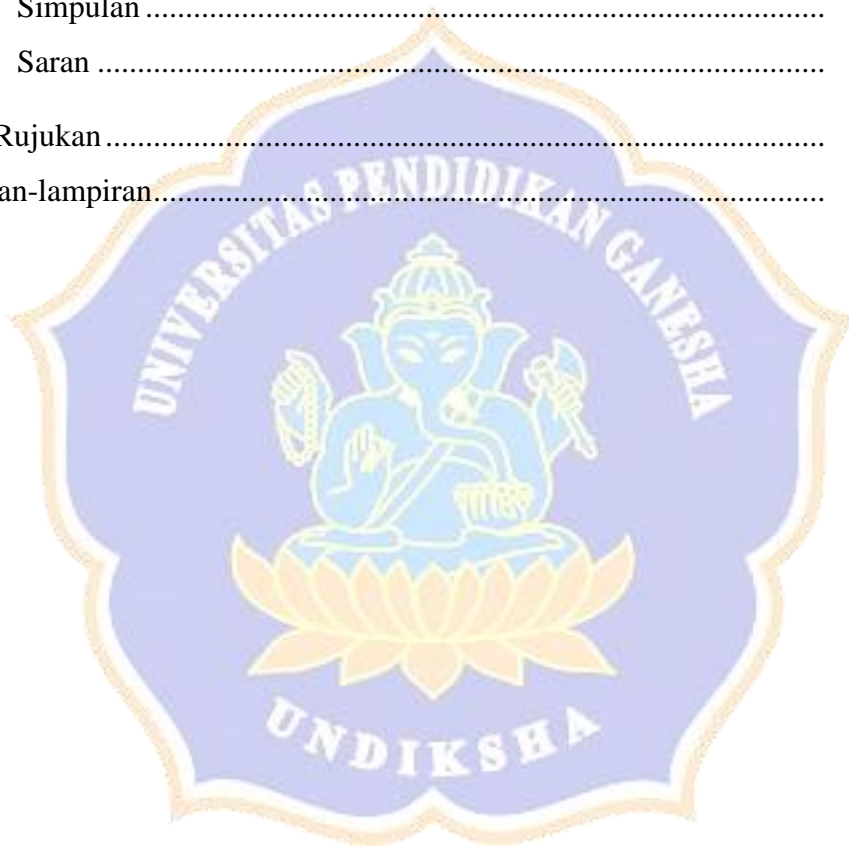 Simpulan ....................................................................................
Saran ..........................................................................................
Rujukan .........................................................................................
an-lampiran...................................................................................
UNIVERSITAS PENDIDIKAN GANESHA
UNDIKSHA